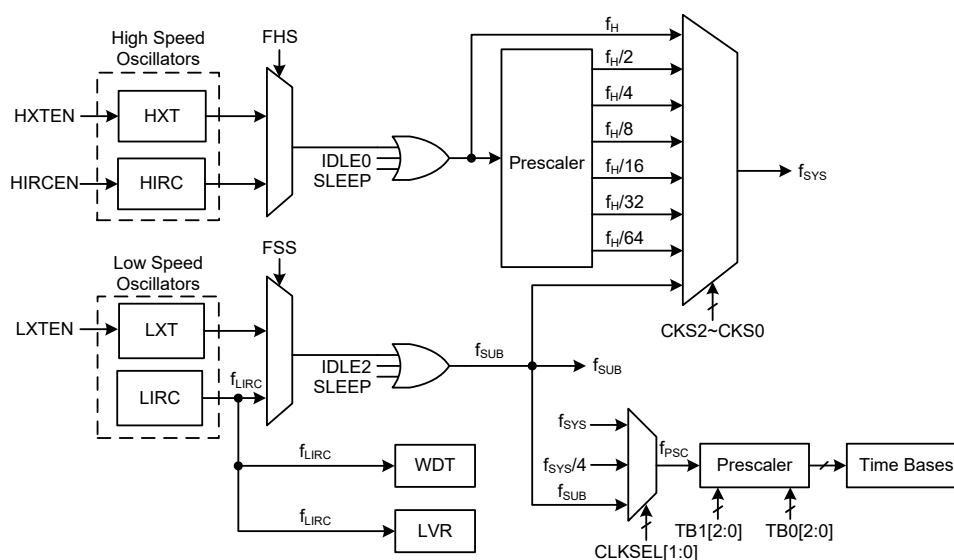 High Speed
Oscillators
FHS
HXTEN
HXT
HIRCEN
HIRC
IDLE0
SLEEP
Prescaler
fH
fH/2
fH/4
fH/8
fH/16
fH/32
fH/64
fSYS
CKS2~CKS0
Low Speed
Oscillators
FSS
LXTEN
LXT
LIRC
fLIRC
IDLE2
SLEEP
fSUB
fSUB
fLIRC
WDT
fLIRC
LVR
fSYS
fSYS/4
fSUB
CLKSEL[1:0]
fPSC
Prescaler
TB1[2:0]
TB0[2:0]
Time Bases